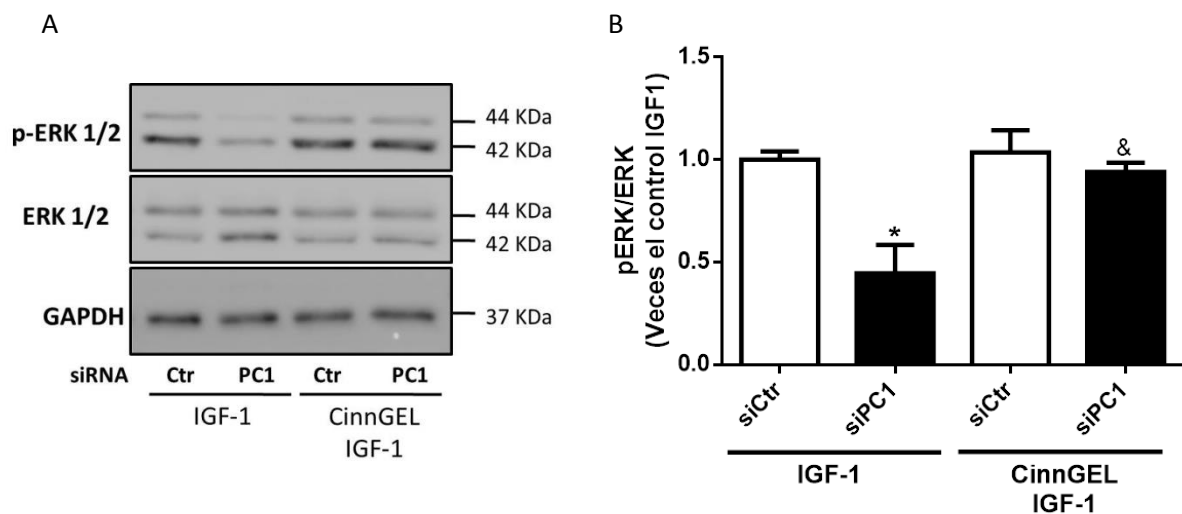 A
p-ERK 1/2
44 KDa
42 KDa
ERK 1/2
44 KDa
42 KDa
GAPDH
37 KDa
siRNA Ctr PC1 Ctr PC1
IGF-1 CinnGEL
IGF-1
B
pERK/ERK
(Veces el control IGF1)
1.5
1.0
0.5
0.0
*
&
siCtr siPC1 siCtr siPC1
IGF-1 CinnGEL
IGF-1